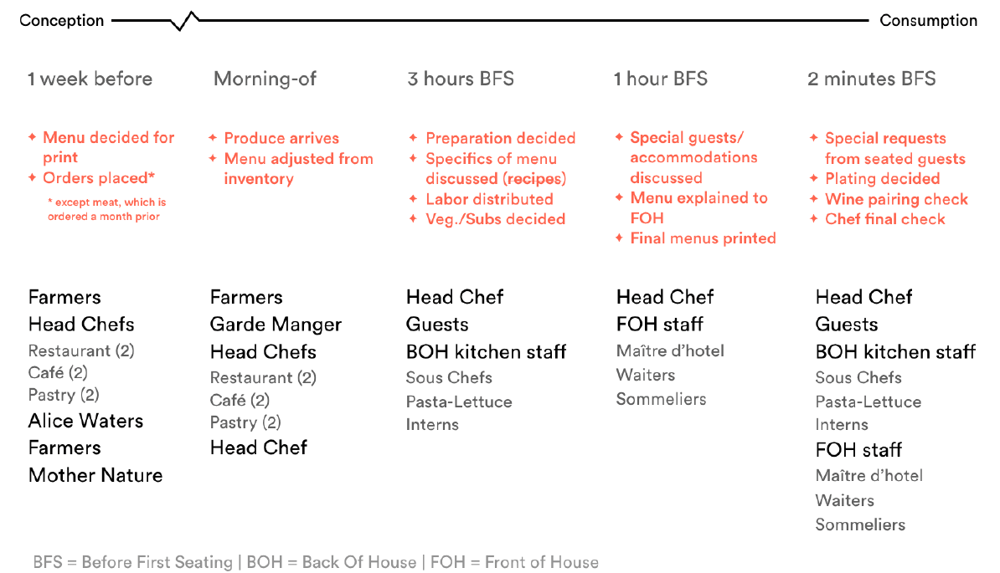 Conception
Consumption
1 week before
✦ Menu decided for
print
✦ Orders placed*
* except meat, which is
ordered a month prior
Farmers
Head Chefs
Restaurant (2)
Café (2)
Pastry (2)
Alice Waters
Farmers
Mother Nature
Morning-of
✦ Produce arrives
✦ Menu adjusted from
inventory
Farmers
Garde Manger
Head Chefs
Restaurant (2)
Café (2)
Pastry (2)
Head Chef
3 hours BFS
✦ Preparation decided
✦ Specifics of menu
discussed (recipes)
✦ Labor distributed
✦ Veg./Subs decided
Head Chef
Guests
BOH kitchen staff
Sous Chefs
Pasta-Lettuce
Interns
1 hour BFS
✦ Special guests/
accommodations
discussed
✦ Menu explained to
FOH
✦ Final menus printed
Head Chef
FOH staff
Maître d’hotel
Waiters
Sommeliers
2 minutes BFS
✦ Special requests
from seated guests
✦ Plating decided
✦ Wine pairing check
✦ Chef final check
Head Chef
Guests
BOH kitchen staff
Sous Chefs
Pasta-Lettuce
Interns
FOH staff
Maître d’hotel
Waiters
Sommeliers
BFS = Before First Seating | BOH = Back Of House | FOH = Front of House